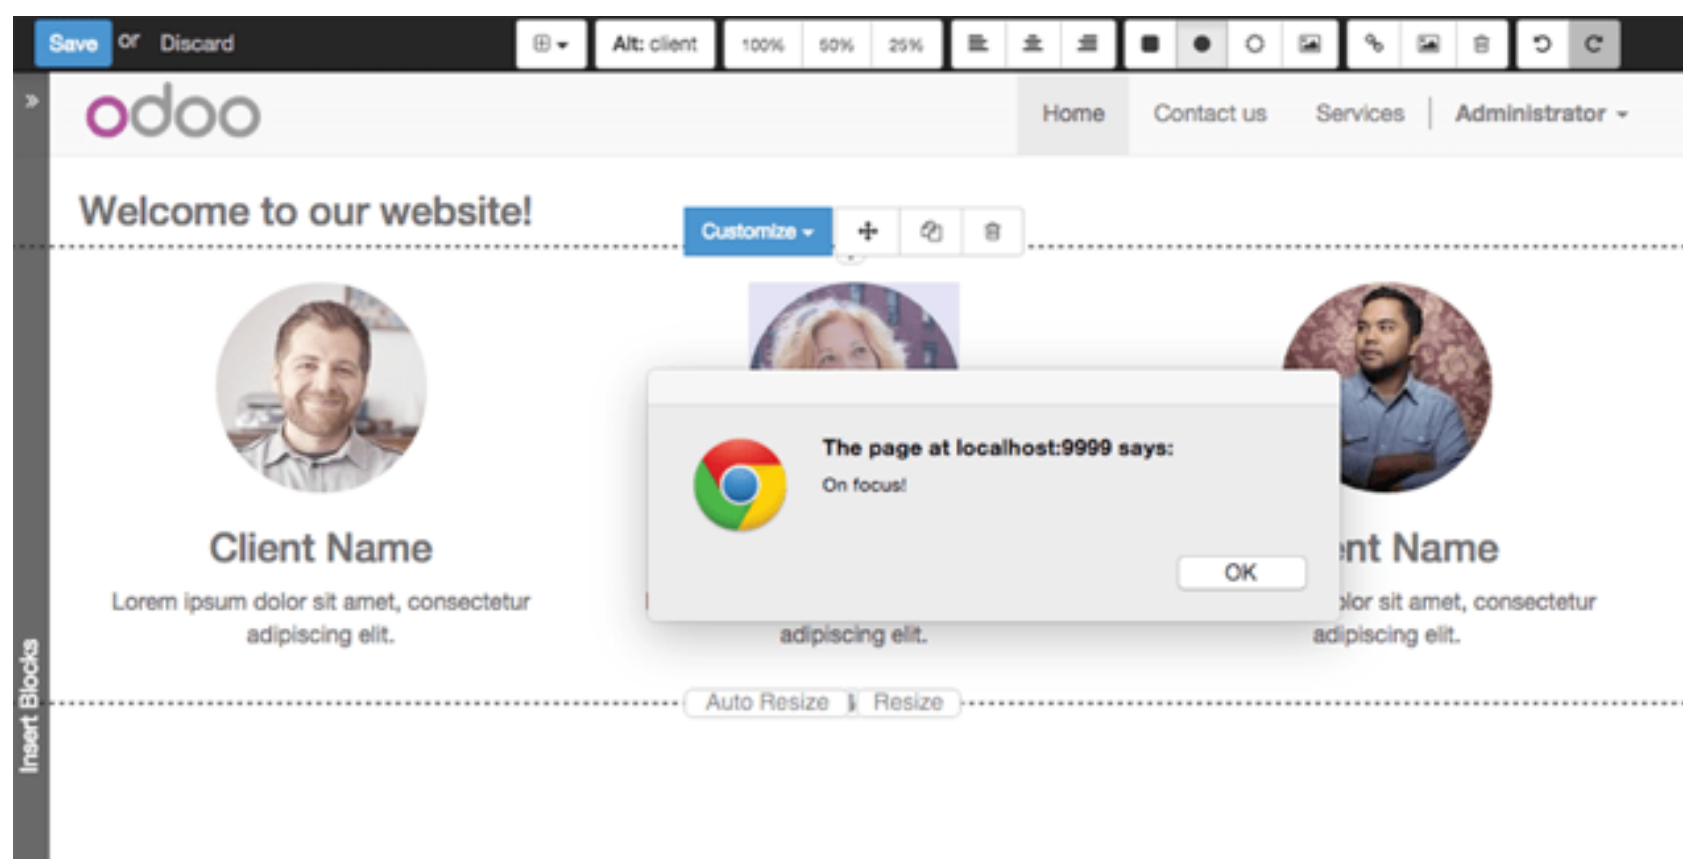 Save or Discard Alt: client 100% 50% 25%
odoo Home Contact us Services Administrator
Welcome to our website!
Customize
The page at localhost:9999 says:
On focus!
OK
Client Name
Lorem ipsum dolor sit amet, consectetur
adipiscing elit.
adipiscing elit.
Name
sit amet, consectetur
adipiscing elit.
Auto Resize Resize
Insert Blocks